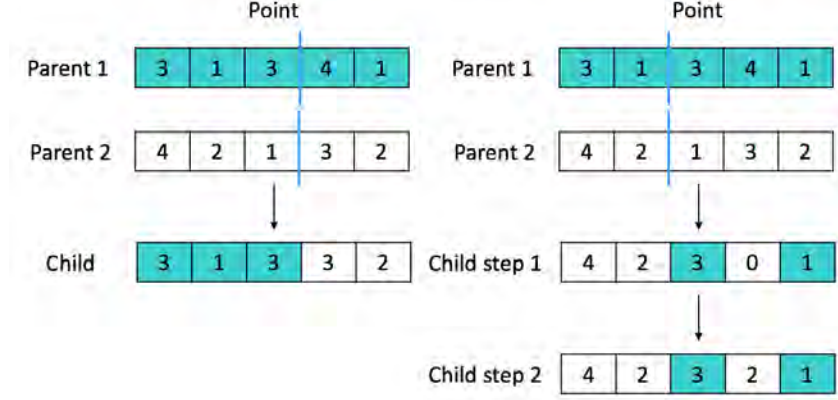 Point
Parent 1 3 1 3 4 1
Parent 2 4 2 1 3 2
Child 3 1 3 3 2
Point
Parent 1 3 1 3 4 1
Parent 2 4 2 1 3 2
Child step 1 4 2 3 0 1
Child step 2 4 2 3 2 1